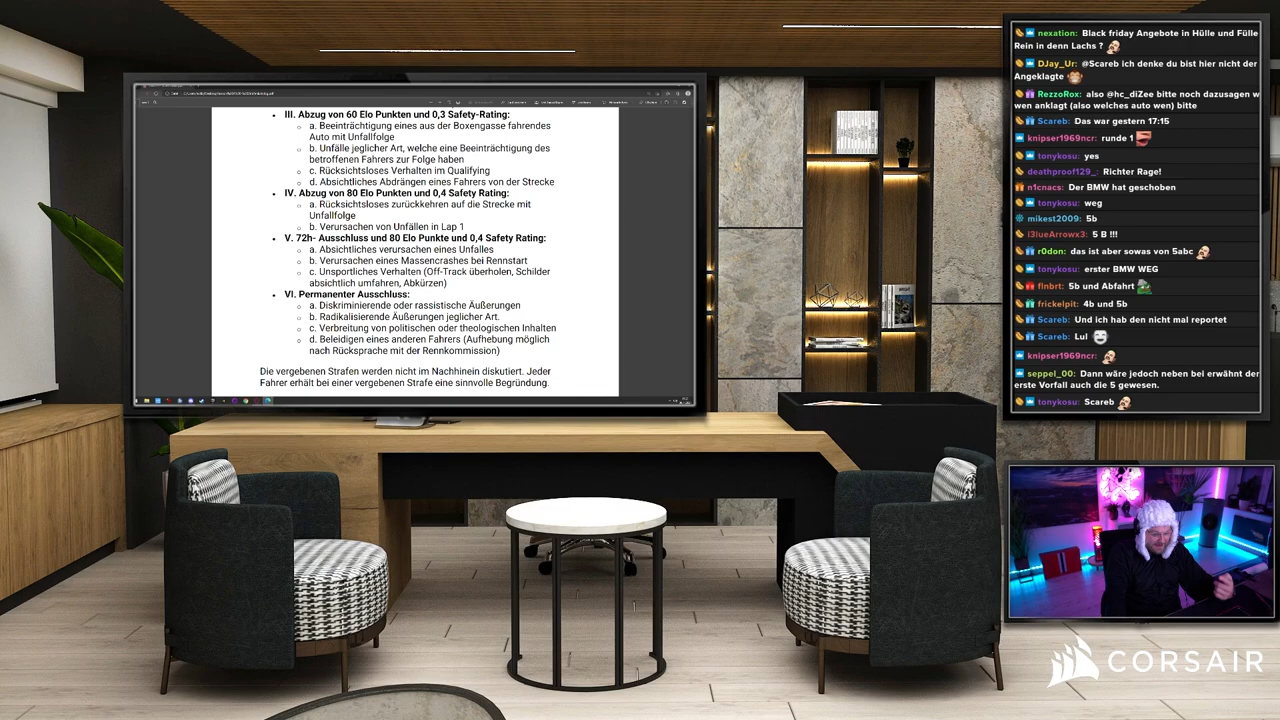 III. Abzug von 60 Elo Punkten und 0,3 Safety-Rating:
a. Beeinträchtigung eines aus der Boxengasse fahrendes
Auto mit Unfallfolge
b. Unfälle jeglicher Art, welche eine Beeinträchtigung des
betroffenen Fahrers zur Folge haben
c. Rücksichtsloses Verhalten im Qualifying
d. Absichtliches Abdrängen eines Fahrers von der Strecke
IV. Abzug von 80 Elo Punkten und 0,4 Safety Rating:
a. Rücksichtsloses zurückkehren auf die Strecke mit
Unfallfolge
b. Verursachen von Unfällen in Lap 1
V. 72h- Ausschluss und 80 Elo Punkte und 0,4 Safety Rating:
a. Absichtliches verursachen eines Unfalles
b. Verursachen eines Massencrashes bei Rennstart
c. Unsportliches Verhalten (Off-Track überholen, Schilder
absichtlich umfahren, Abkürzen)
VI. Permanenter Ausschluss:
a. Diskriminierende oder rassistische Äußerungen
b. Radikalisierende Äußerungen jeglicher Art.
c. Verbreitung von politischen oder theologischen Inhalten
d. Beleidigen eines anderen Fahrers (Aufhebung möglich
nach Rücksprache mit der Rennkommission)
Die vergebenen Strafen werden nicht im Nachhinein diskutiert. Jeder
Fahrer erhält bei einer vergebenen Strafe eine sinnvolle Begründung.
nexation: Black friday Angebote in Hülle und Fülle
Rein in denn Lachs ?
DJay_Ur: @Scareb ich denke du bist hier nicht der
Angeklagte
RezzoRox: also @hc_diZee bitte noch dazusagen w
wen anklagt (also welches auto wen) bitte
Scareb: Das war gestern 17:15
knipser1969ncr: runde 1
tonykosu: yes
deathproof129_: Richter Rage!
n1cnacs: Der BMW hat geschoben
tonykosu: weg
mikest2009: 5b
i3lueArrowx3: 5 B !!!
r0don: das ist aber sowas von 5abc
tonykosu: erster BMW WEG
flnbrt: 5b und Abfahrt
frickelpit: 4b und 5b
Scareb: Und ich hab den nicht mal reportet
Scareb: Lul
knipser1969ncr:
seppel_00: Dann wäre jedoch neben bei erwähnt der
erste Vorfall auch die 5 gewesen.
tonykosu: Scareb
CORSAIR